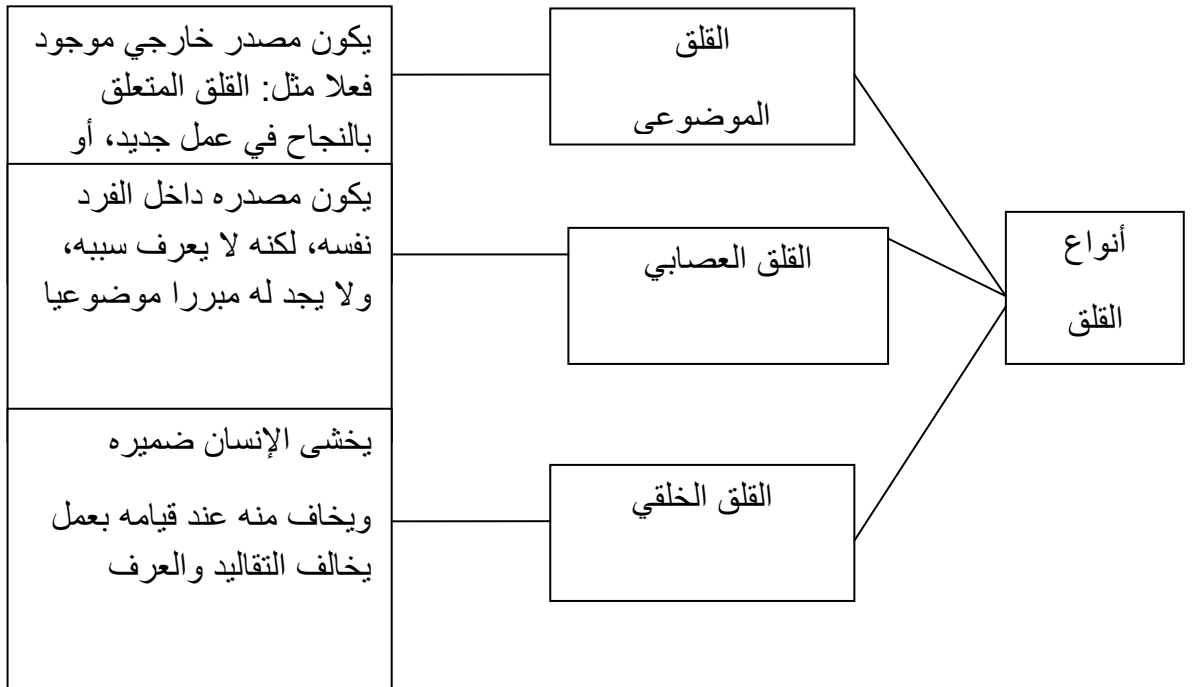 أنواع
القلق
القلق
الموضوعى
يكون مصدر خارجي موجود
فعلا مثل: القلق المتعلق
بالنجاح في عمل جديد، أو
القلق العصابي
يكون مصدره داخل الفرد
نفسه، لكنه لا يعرف سببه،
ولا يجد له مبررا موضوعيا
القلق الخلقي
يخشى الإنسان ضميره
ويخاف منه عند قيامه بعمل
يخالف التقاليد والعرف